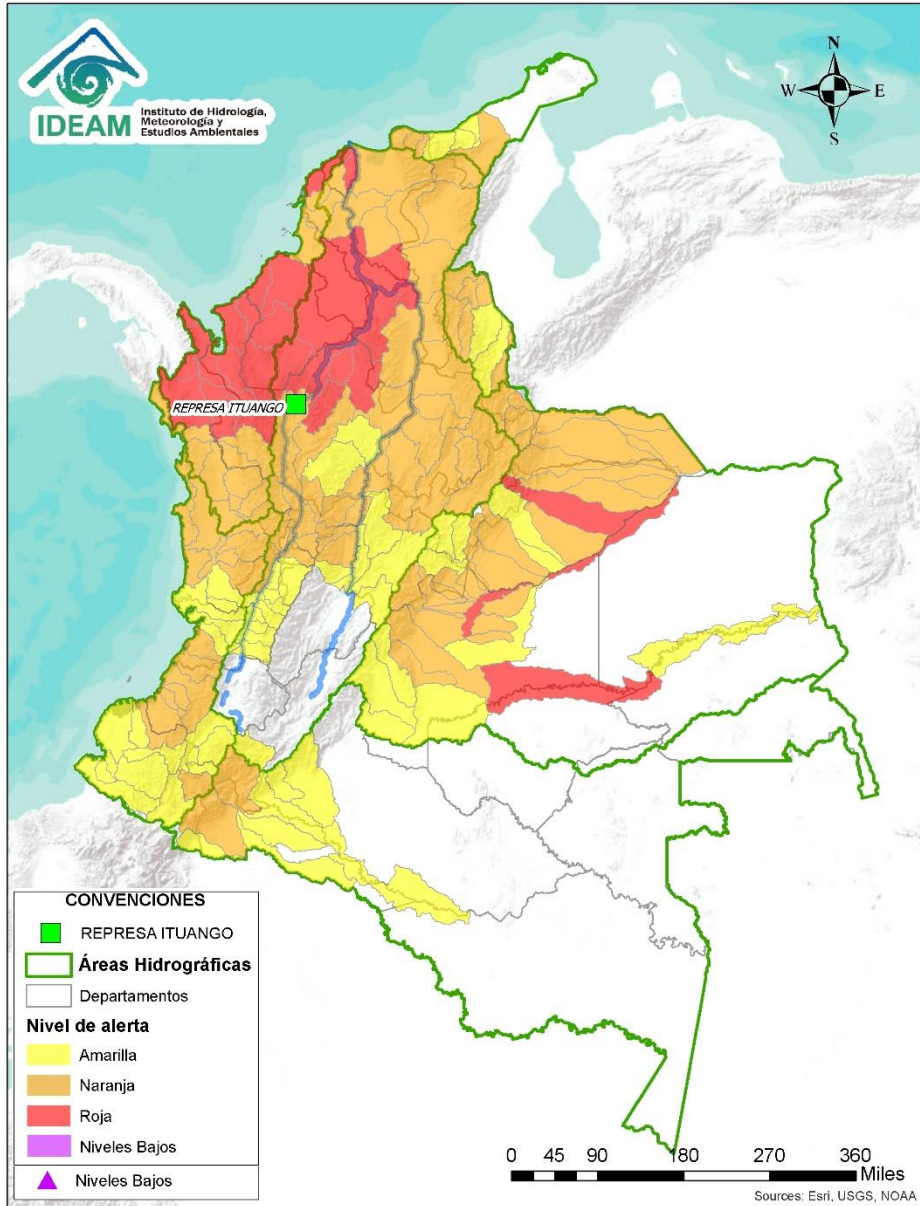 IDEAM
Instituto de Hidrología,
Meteorología y
Estudios Ambientales
N
W E
S
REPRESA ITUANGO
CONVENCIONES
REPRESA ITUANGO
Áreas Hidrográficas
Departamentos
Nivel de alerta
Amarilla
Naranja
Roja
Niveles Bajos
Niveles Bajos
0 45 90 180 270 360
Miles
Sources: Esri, USGS, NOAA